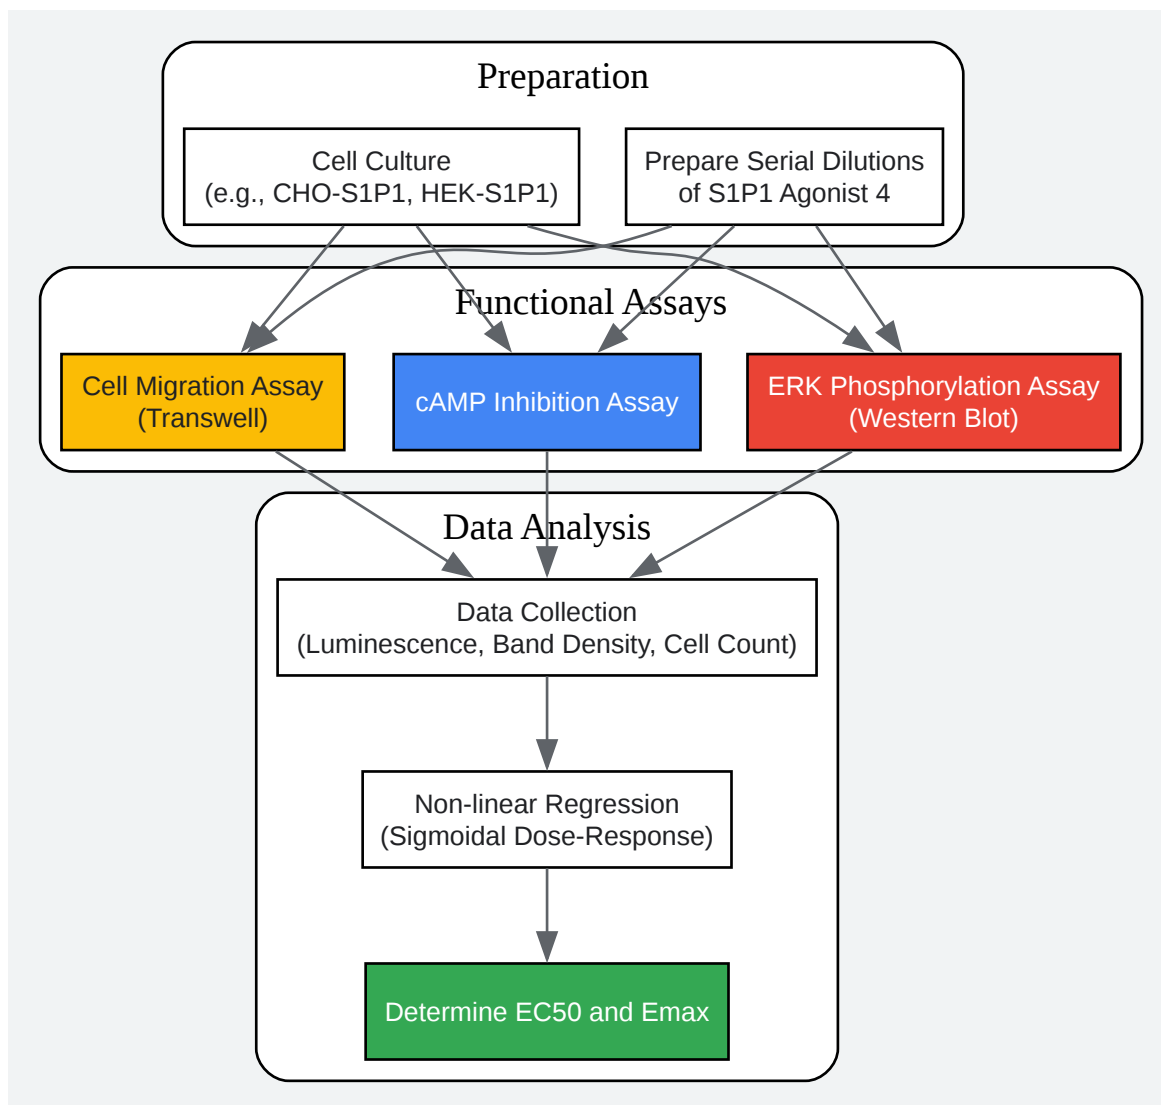 Preparation
Cell Culture
(e.g., CHO-S1P1, HEK-S1P1)
Prepare Serial Dilutions
of S1P1 Agonist 4
Functional Assays
Cell Migration Assay
(Transwell)
cAMP Inhibition Assay
ERK Phosphorylation Assay
(Western Blot)
Data Analysis
Data Collection
(Luminescence, Band Density, Cell Count)
Non-linear Regression
(Sigmoidal Dose-Response)
Determine EC50 and Emax